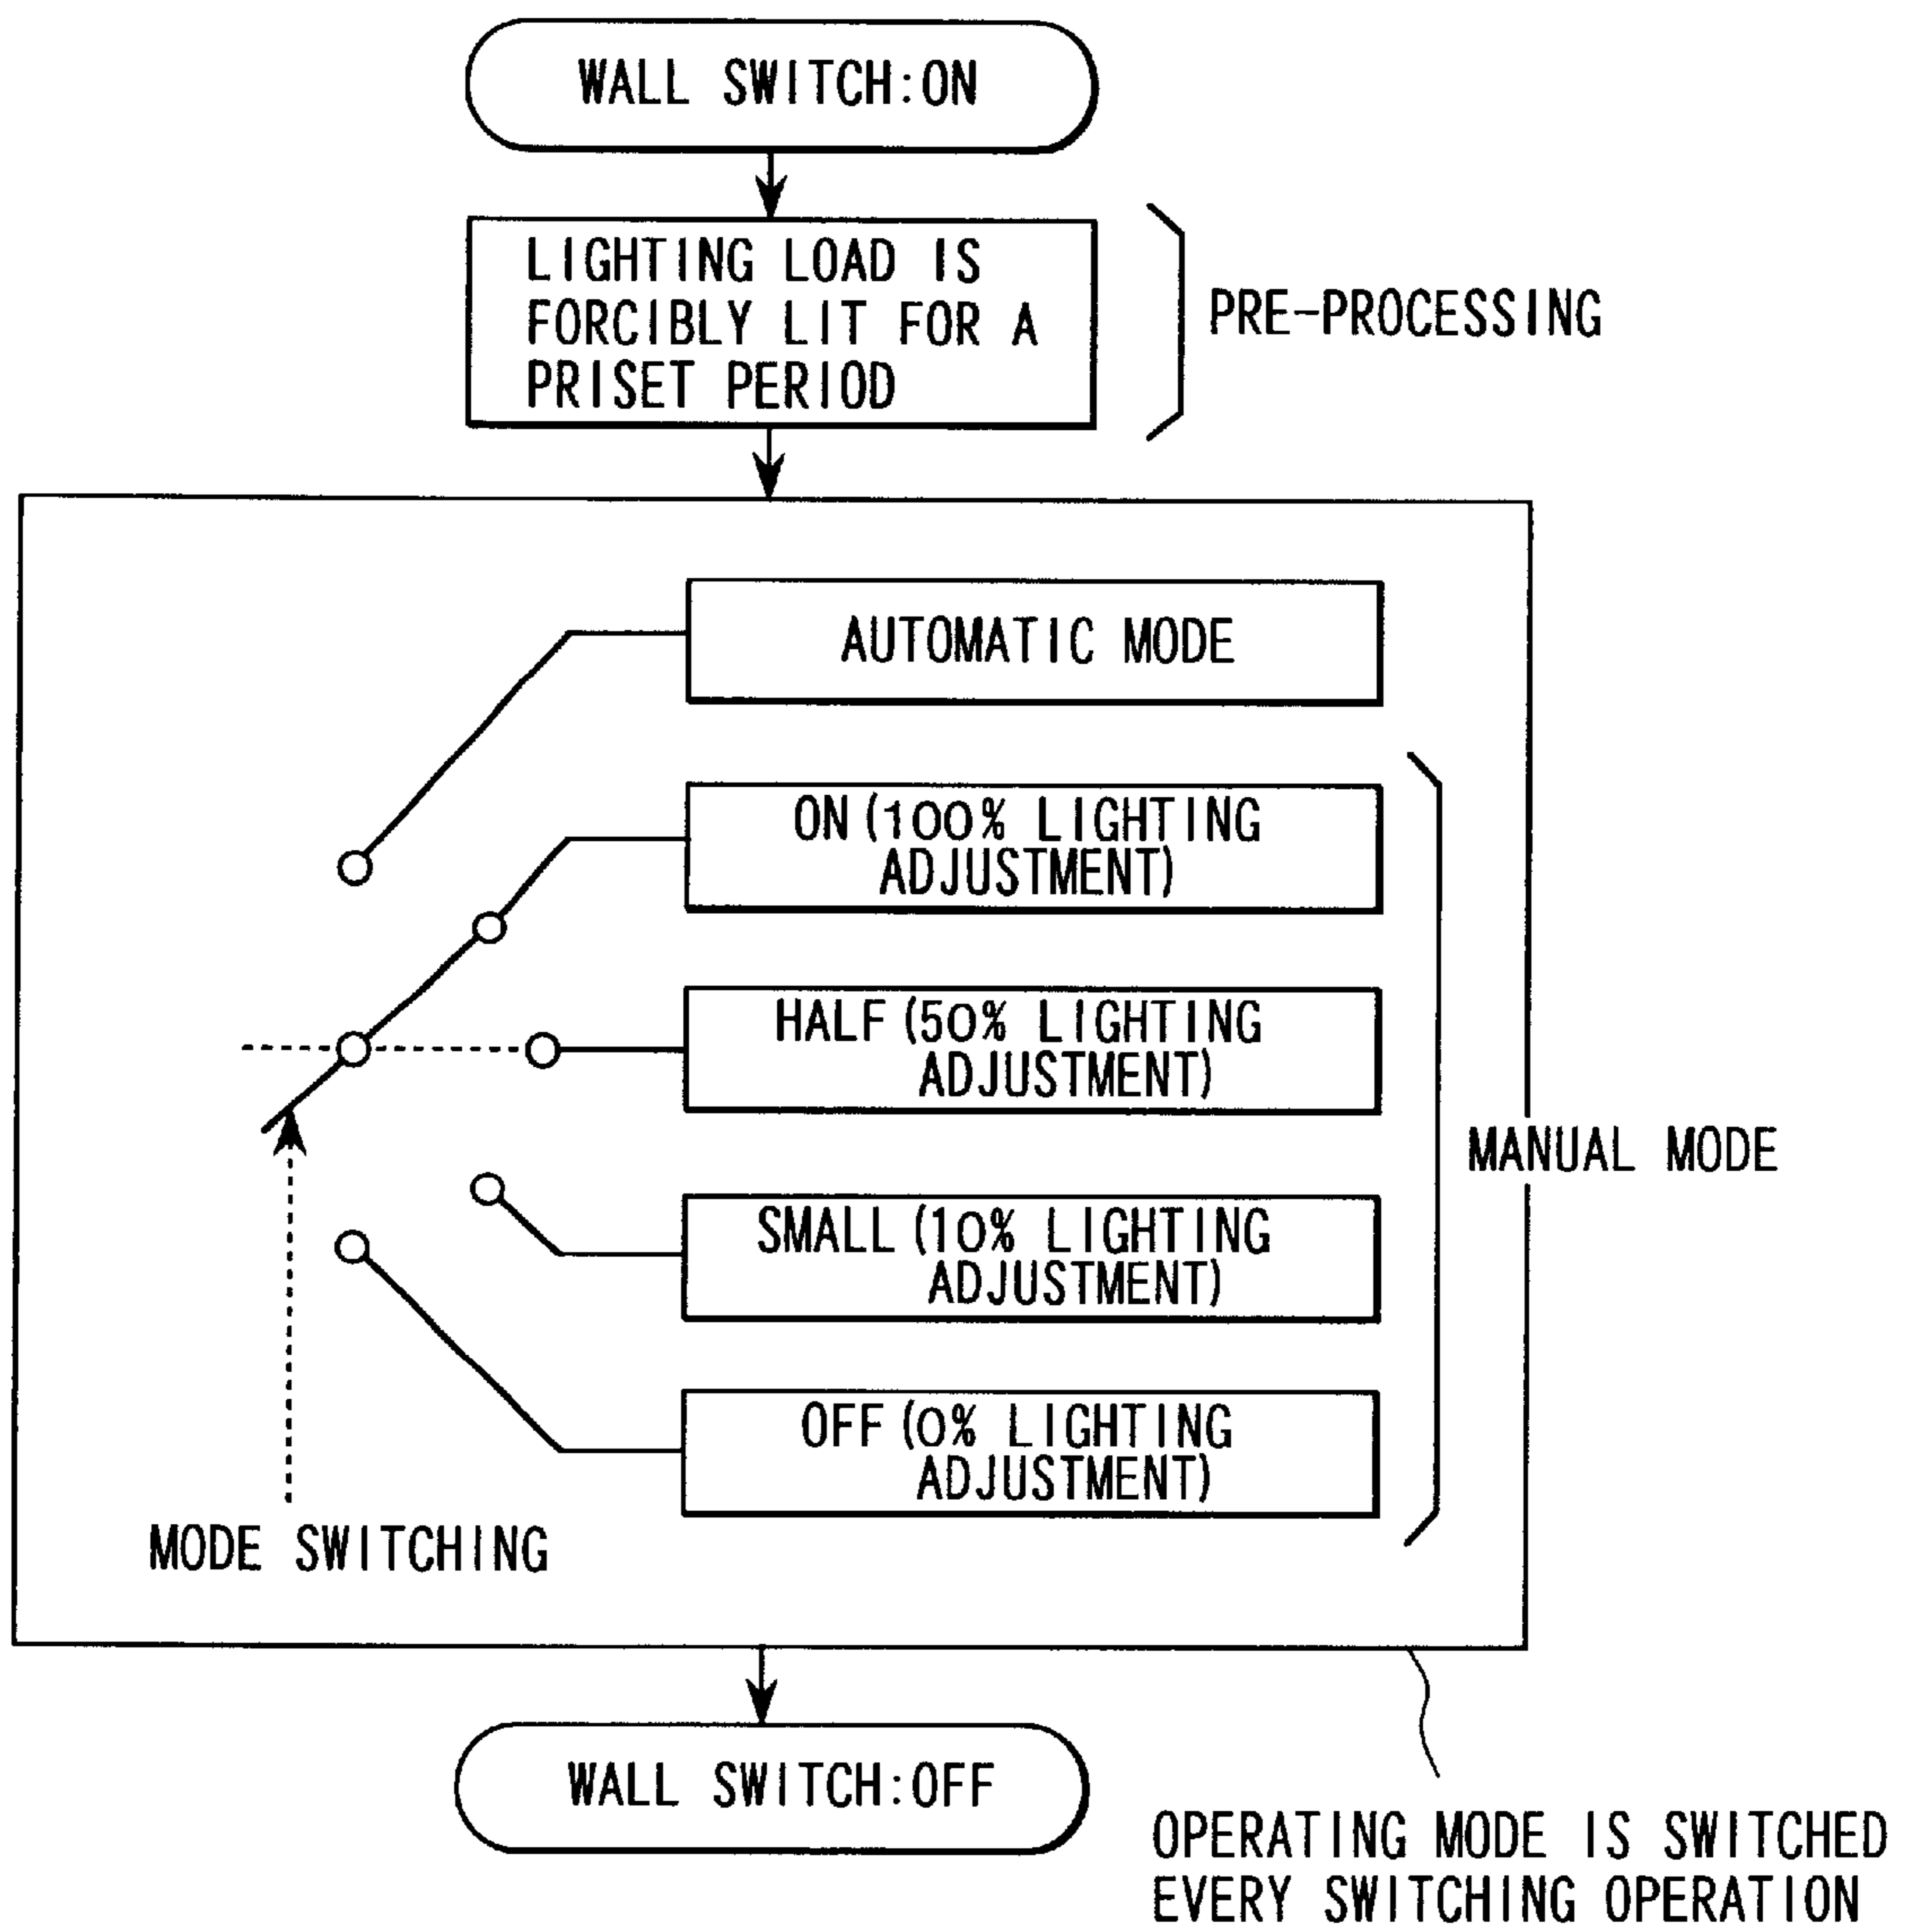 WALL SWITCH:ON
LIGHTING LOAD IS
FORCIBLY LIT FOR A
PRISET PERIOD
PRE-PROCESSING
AUTOMATIC MODE
ON(100% LIGHTING
ADJUSTMENT)
HALF(50% LIGHTING
ADJUSTMENT)
MANUAL MODE
SMALL(10% LIGHTING
ADJUSTMENT)
OFF(0% LIGHTING
ADJUSTMENT)
MODE SWITCHING
WALL SWITCH:OFF
OPERATING MODE IS SWITCHED
EVERY SWITCHING OPERATION